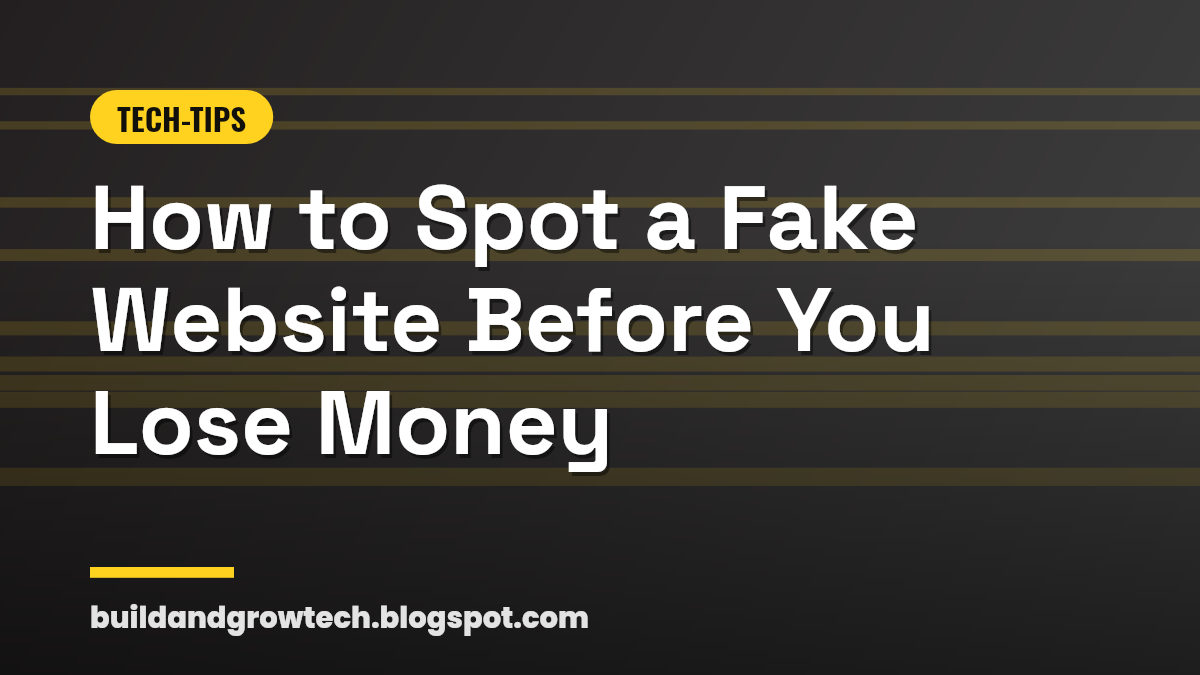 TECH-TIPS
How to Spot a Fake
Website Before You
Lose Money
buildandgrowtech.blogspot.com